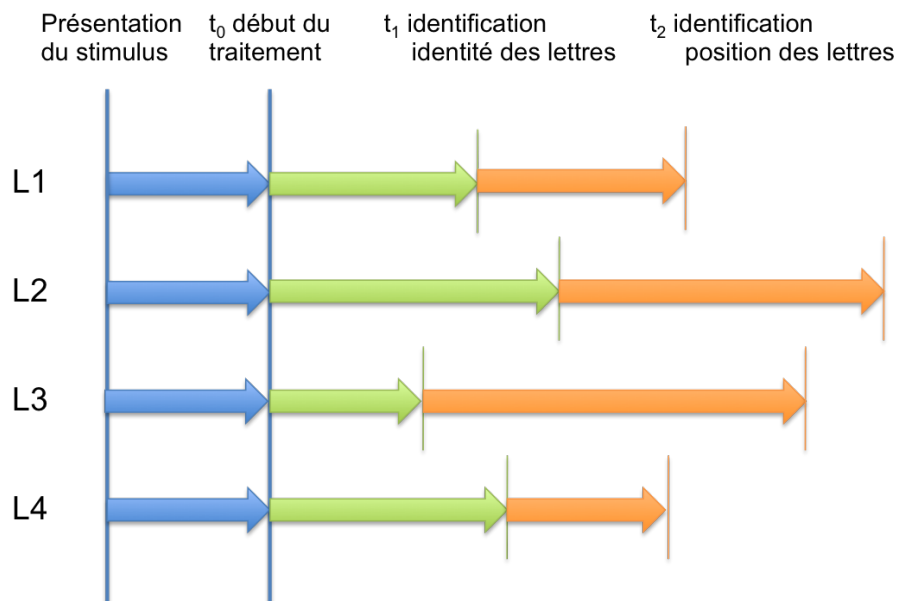 Présentation
du stimulus
t₀ début du
traitement
t₁ identification
identité des lettres
t₂ identification
position des lettres
L1
L2
L3
L4